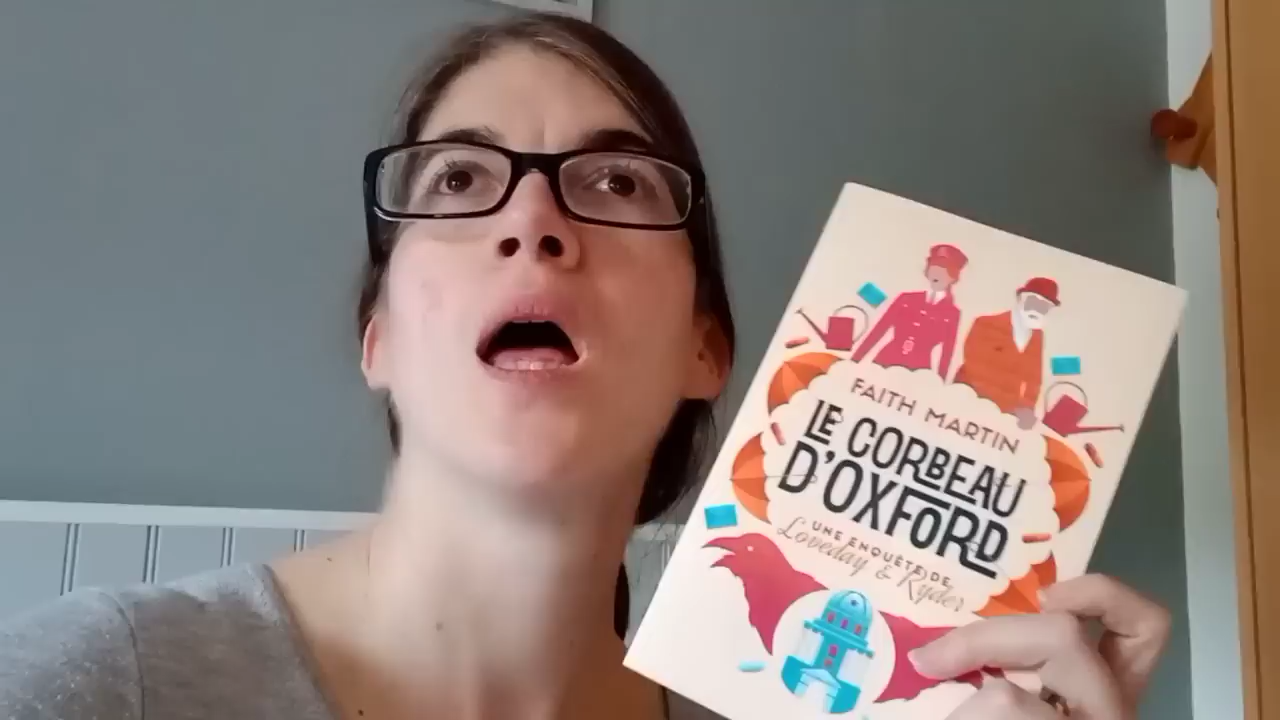 FAITH MARTIN
LE CORBEAU
D'OXFORD
UNE ENQUÊTE DE
Loveday & Ryder